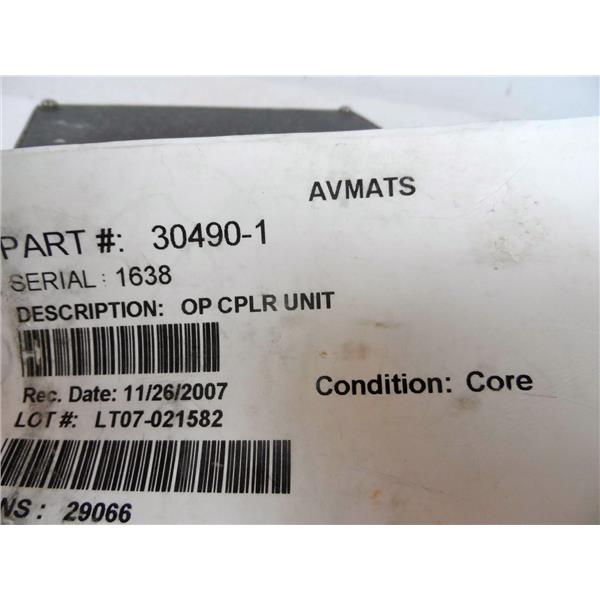 AVMATS
PART #: 30490-1
SERIAL: 1638
DESCRIPTION: OP CPLR UNIT
Rec. Date: 11/26/2007
Condition: Core
LOT #: LT07-021582
NS: 29066